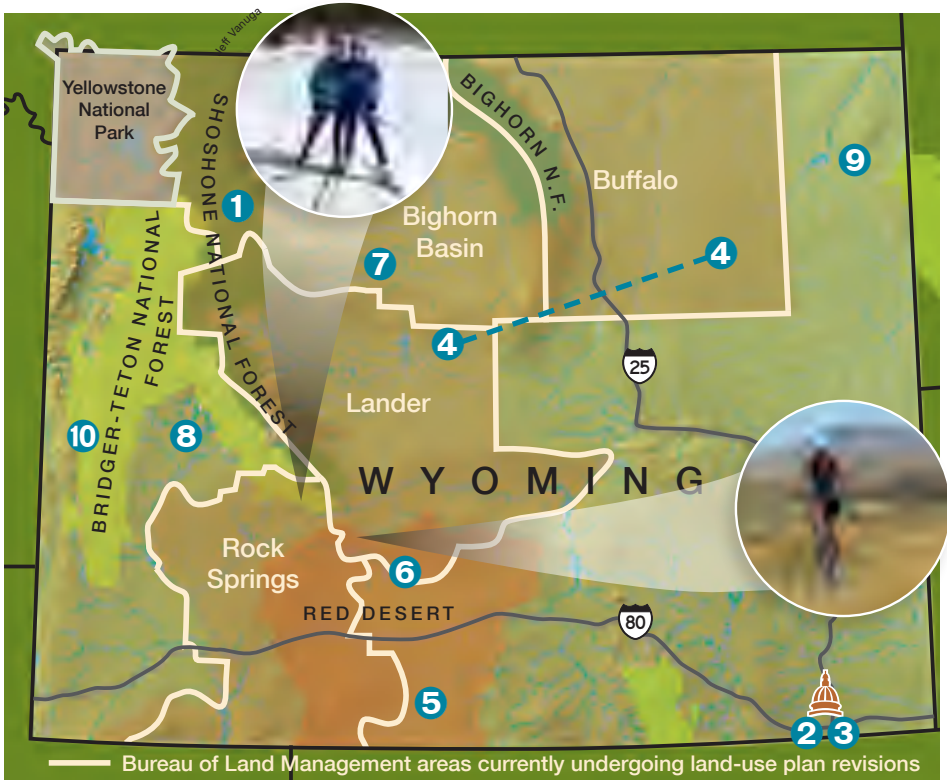 Jeff Vanuga
Yellowstone
National
Park
SHOSHONE NATIONAL FOREST
BIGHORN N.F.
Buffalo
9
1
Bighorn
Basin
7
4
4
25
BRIDGER-TETON NATIONAL
FOREST
Lander
10
8
WYOMING
Rock
Springs
6
RED DESERT
80
5
2
3
Bureau of Land Management areas currently undergoing land-use plan revisions